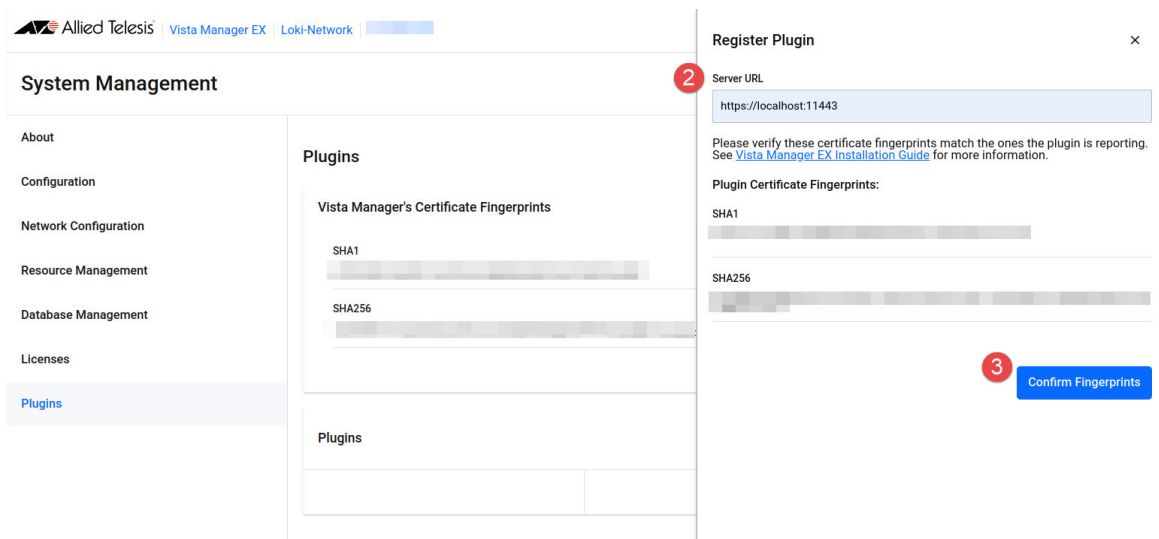 Allied Telesis Vista Manager EX Loki-Network
System Management
About
Configuration
Network Configuration
Resource Management
Database Management
Licenses
Plugins
Plugins
Vista Manager's Certificate Fingerprints
SHA1
SHA256
Plugins
Register Plugin ×
2 Server URL
https://localhost:11443
Please verify these certificate fingerprints match the ones the plugin is reporting.
See Vista Manager EX Installation Guide for more information.
Plugin Certificate Fingerprints:
SHA1
SHA256
3 Confirm Fingerprints